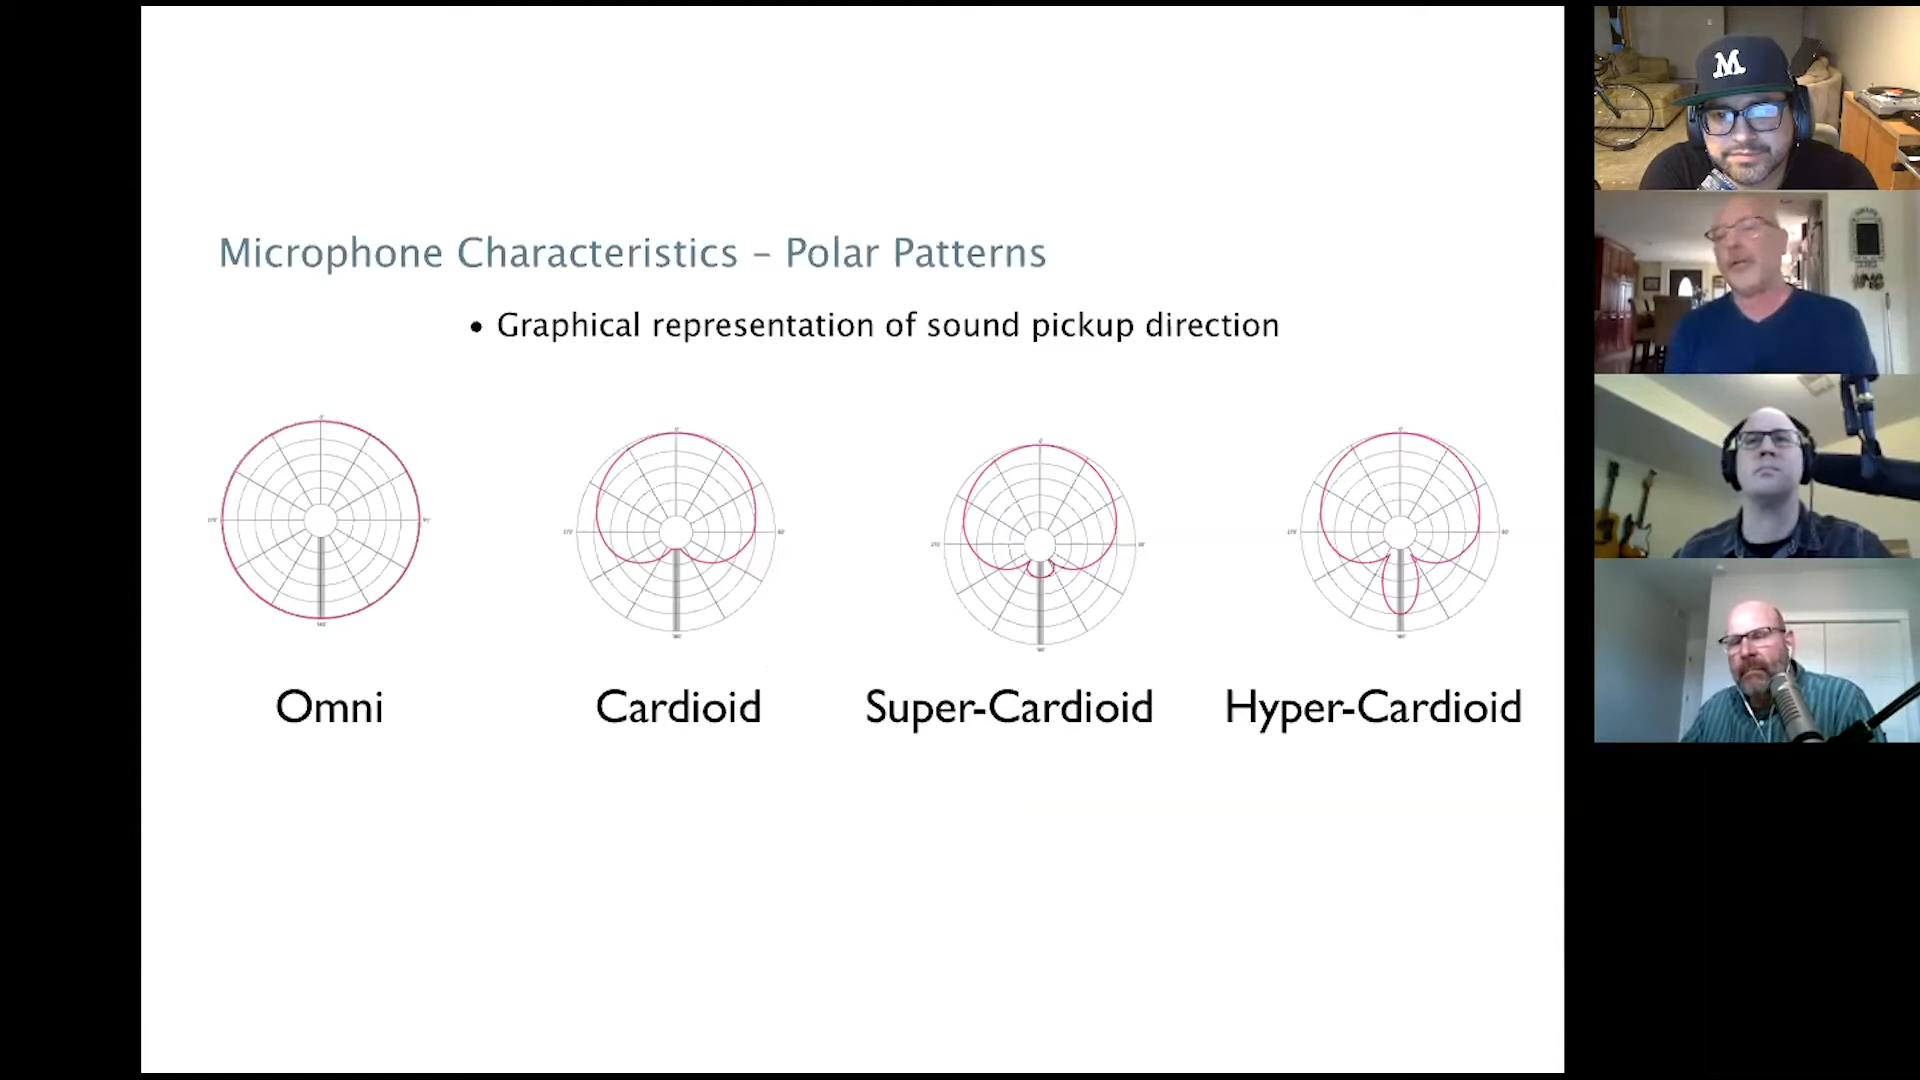 Microphone Characteristics – Polar Patterns
• Graphical representation of sound pickup direction
Omni
Cardioid
Super-Cardioid
Hyper-Cardioid
M